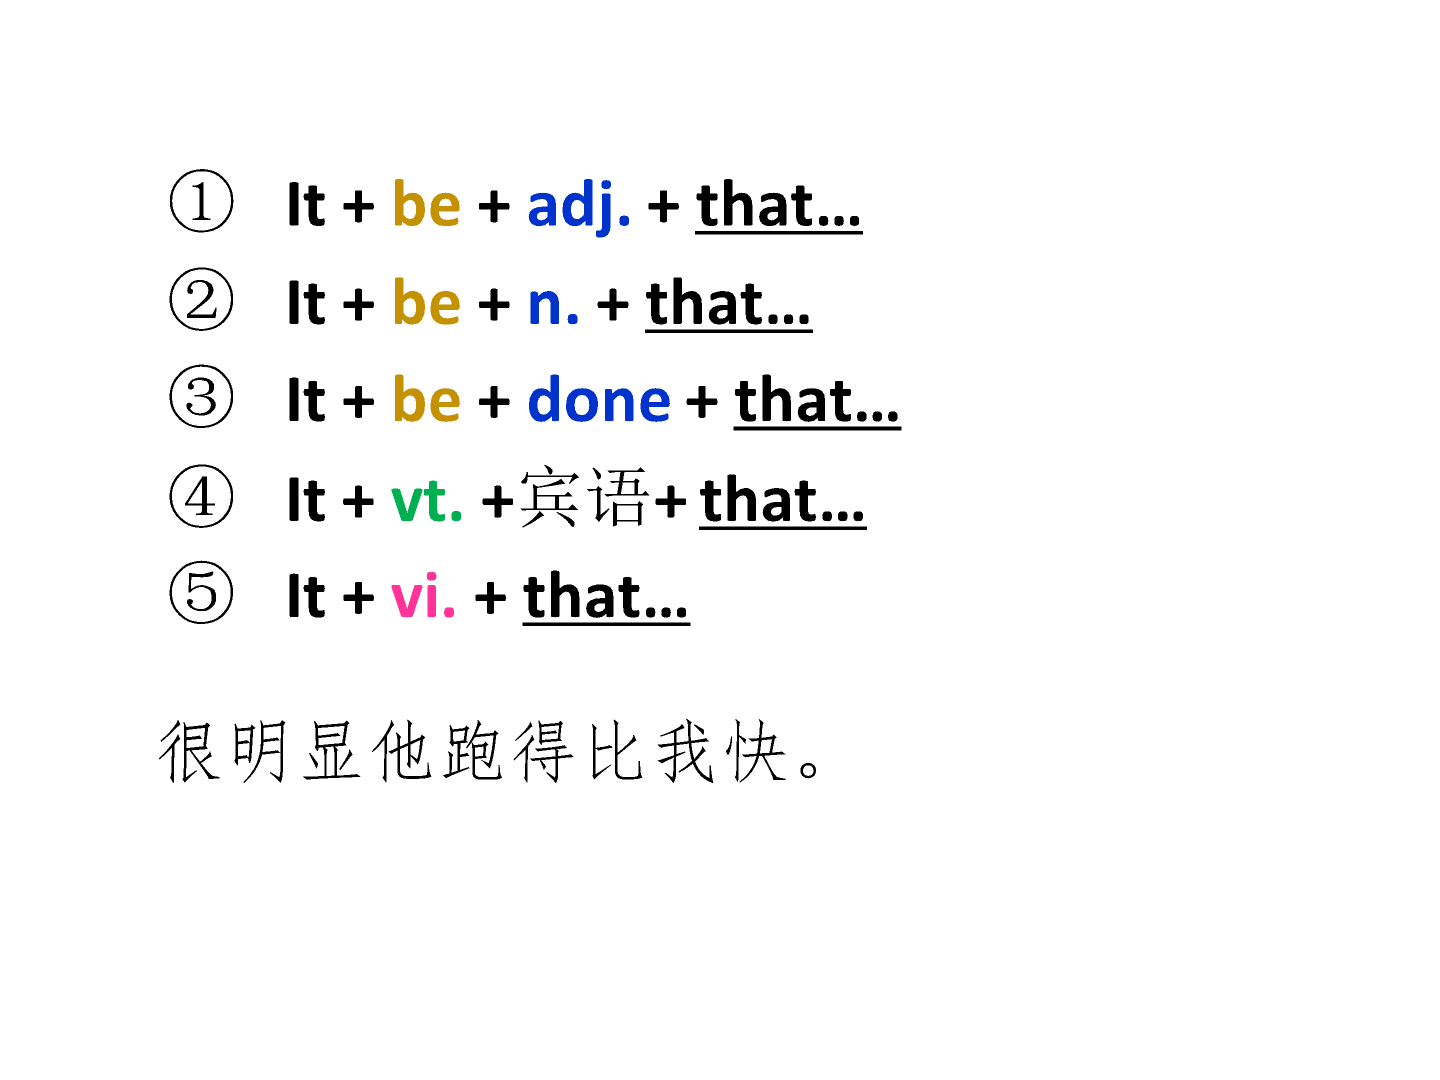 ① It + be + adj. + that…
② It + be + n. + that…
③ It + be + done + that…
④ It + vt. +宾语+ that…
⑤ It + vi. + that…
很明显他跑得比我快。